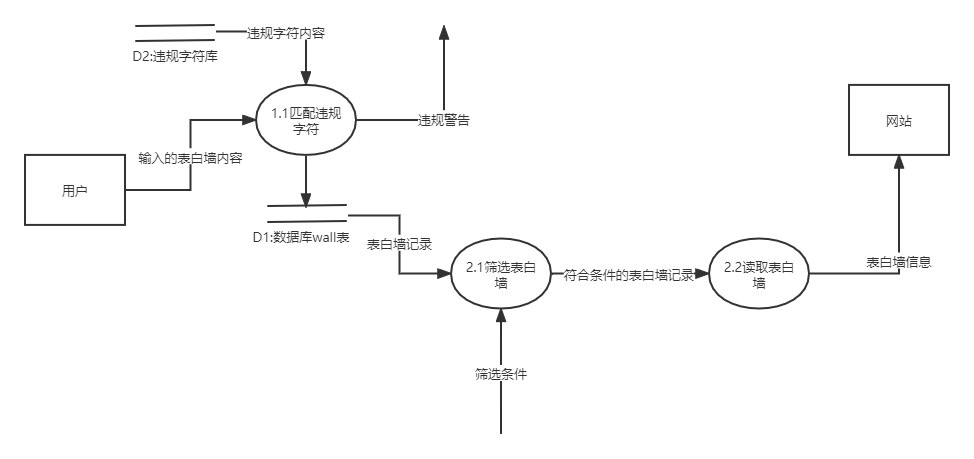 违规字符内容
D2:违规字符库
1.1匹配违规
字符
违规警告
网站
输入的表白墙内容
用户
D1:数据库wall表
表白墙记录
2.1筛选表白
墙
符合条件的表白墙记录
2.2读取表白
墙
表白墙信息
筛选条件